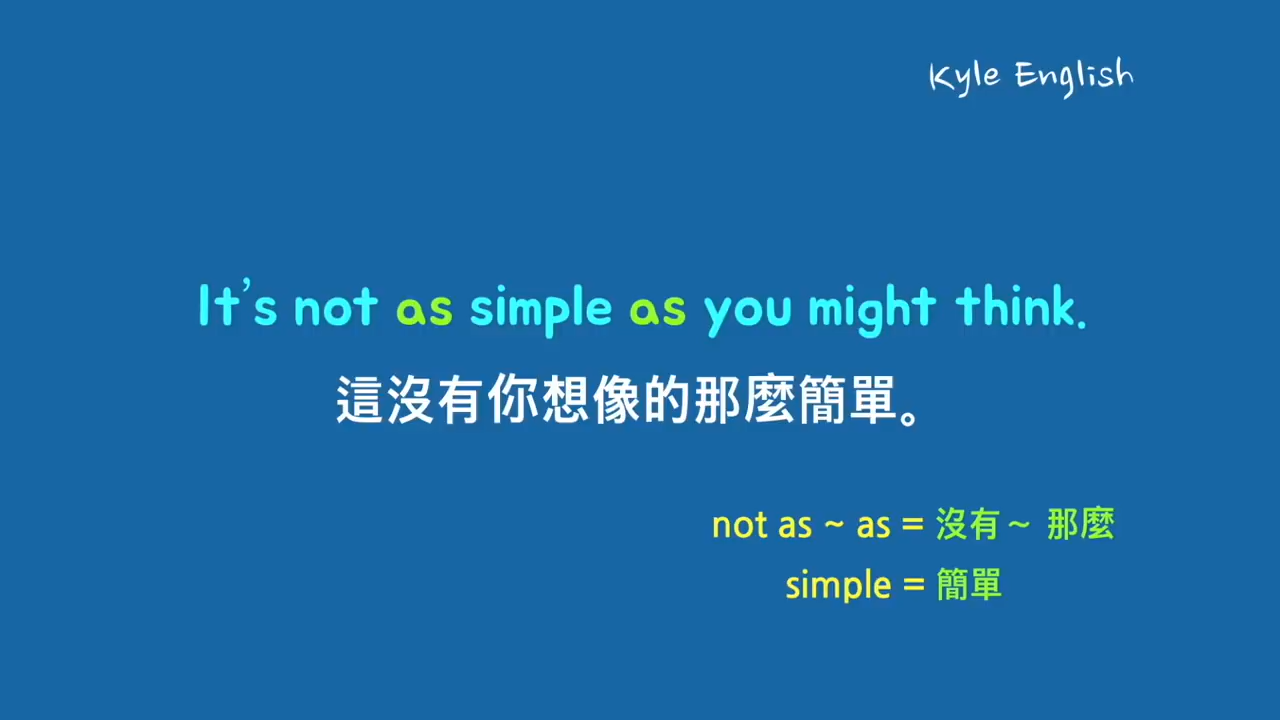 Kyle English
It's not as simple as you might think.
這沒有你想像的那麼簡單。
not as ~ as = 沒有~ 那麼
simple = 簡單